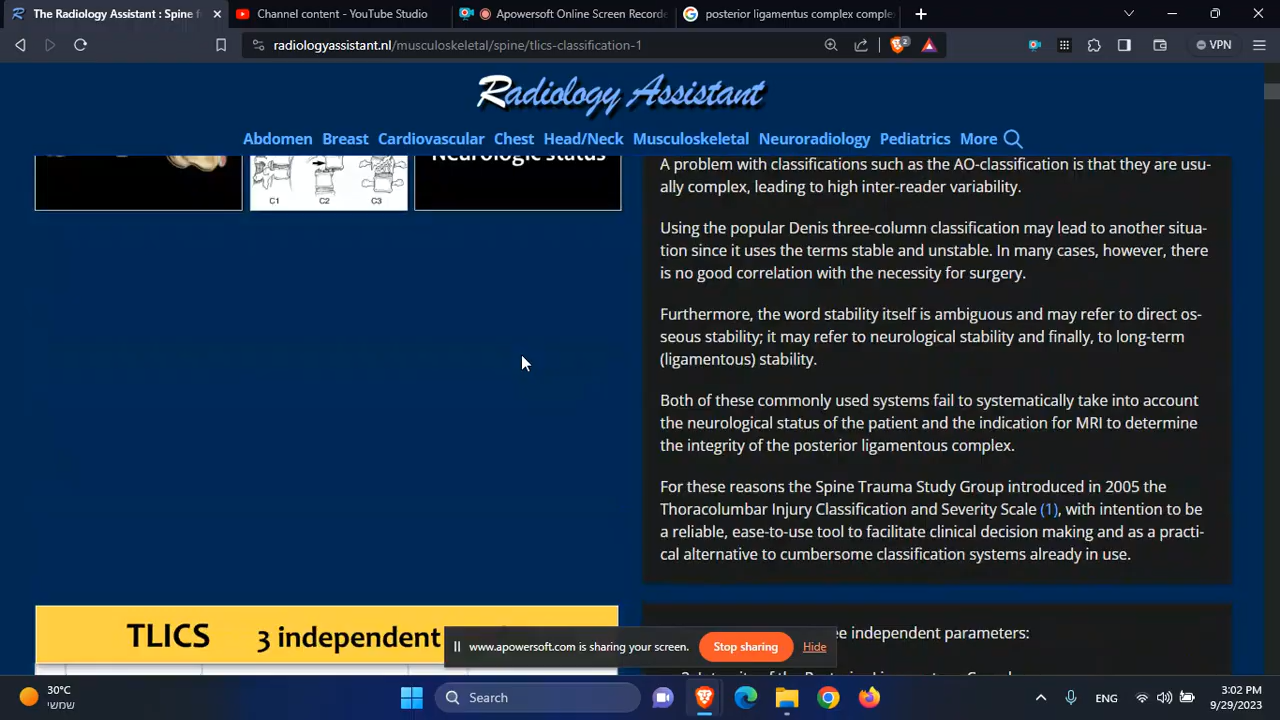 The Radiology Assistant : Spine f
Channel content - YouTube Studio
Apowersoft Online Screen Recorde
posterior ligamentus complex comple
radiologyassistant.nl/musculoskeletal/spine/tlics-classification-1
2
VPN
Radiology Assistant
Abdomen Breast Cardiovascular Chest Head/Neck Musculoskeletal Neuroradiology Pediatrics More
Neurologic status
C1 C2 C3
A problem with classifications such as the AO-classification is that they are usu-
ally complex, leading to high inter-reader variability.
Using the popular Denis three-column classification may lead to another situa-
tion since it uses the terms stable and unstable. In many cases, however, there
is no good correlation with the necessity for surgery.
Furthermore, the word stability itself is ambiguous and may refer to direct os-
seous stability; it may refer to neurological stability and finally, to long-term
(ligamentous) stability.
Both of these commonly used systems fail to systematically take into account
the neurological status of the patient and the indication for MRI to determine
the integrity of the posterior ligamentous complex.
For these reasons the Spine Trauma Study Group introduced in 2005 the
Thoracolumbar Injury Classification and Severity Scale (1), with intention to be
a reliable, ease-to-use tool to facilitate clinical decision making and as a practi-
cal alternative to cumbersome classification systems already in use.
TLICS 3 independent
ee independent parameters:
www.apowersoft.com is sharing your screen.
Stop sharing
Hide
30°C
שמשי
Search
ENG
3:02 PM
9/29/2023